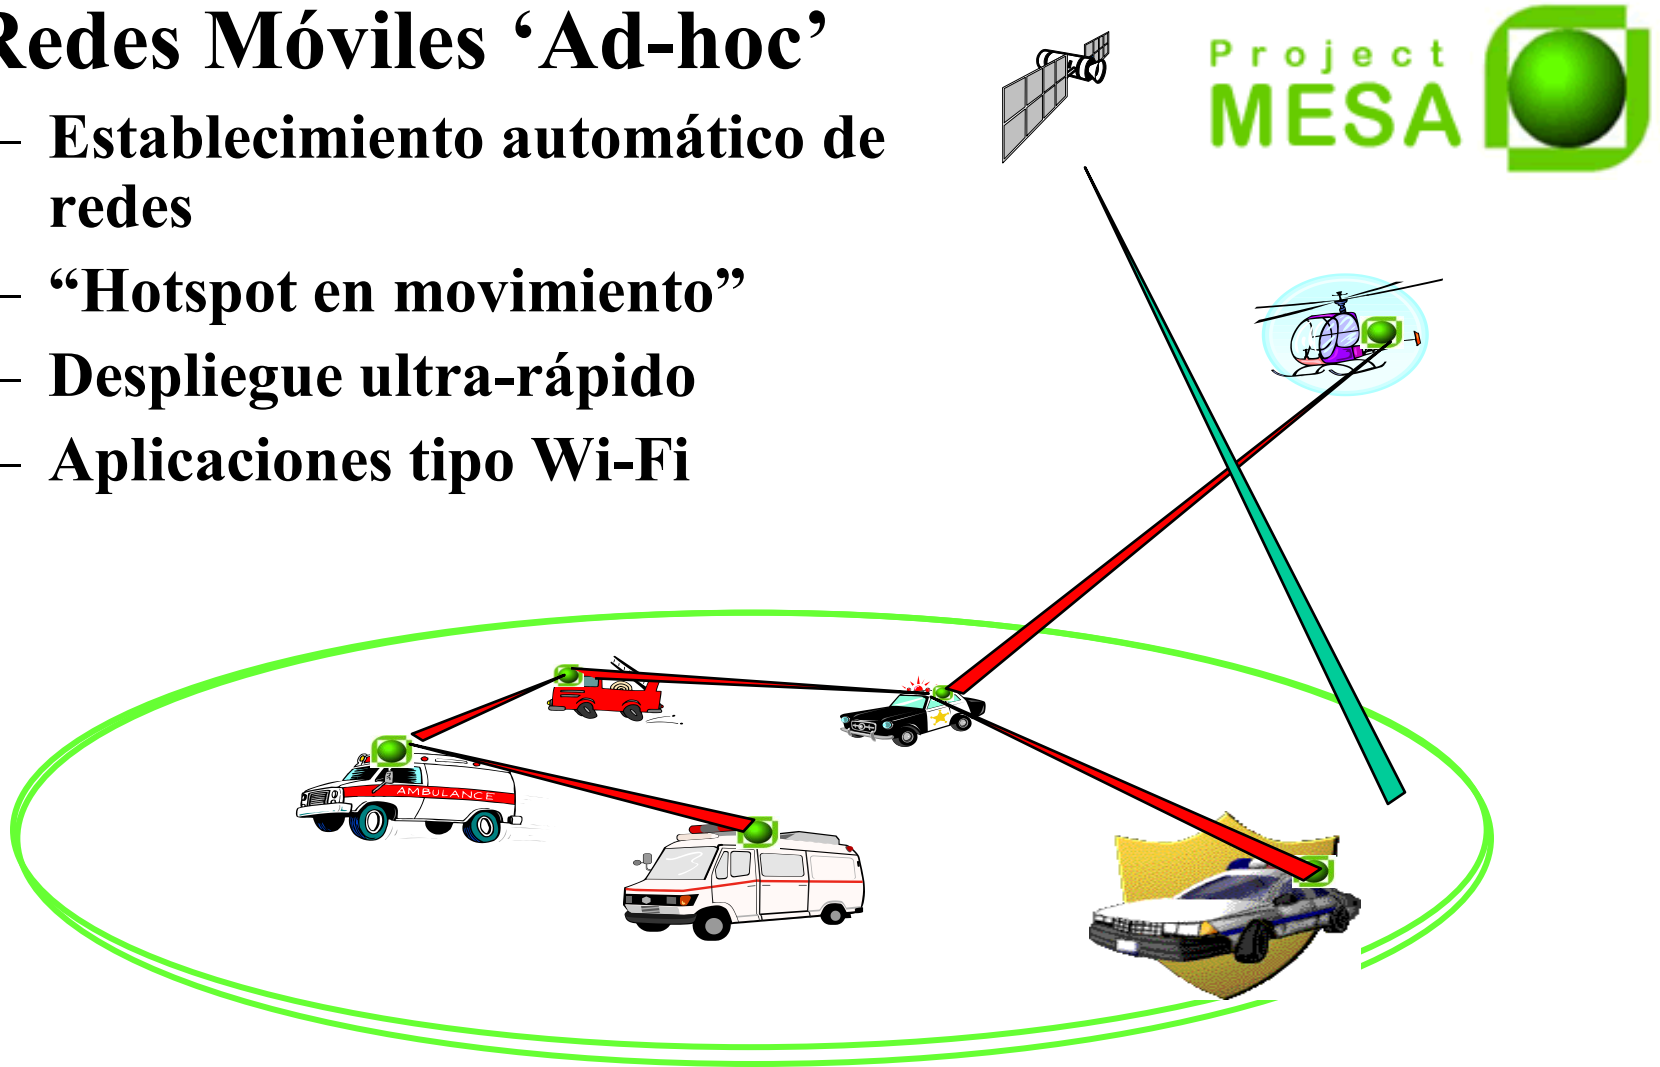 Redes Móviles ‘Ad-hoc’
– Establecimiento automático de
redes
– “Hotspot en movimiento”
– Despliegue ultra-rápido
– Aplicaciones tipo Wi-Fi
Project
MESA
AMBULANCE